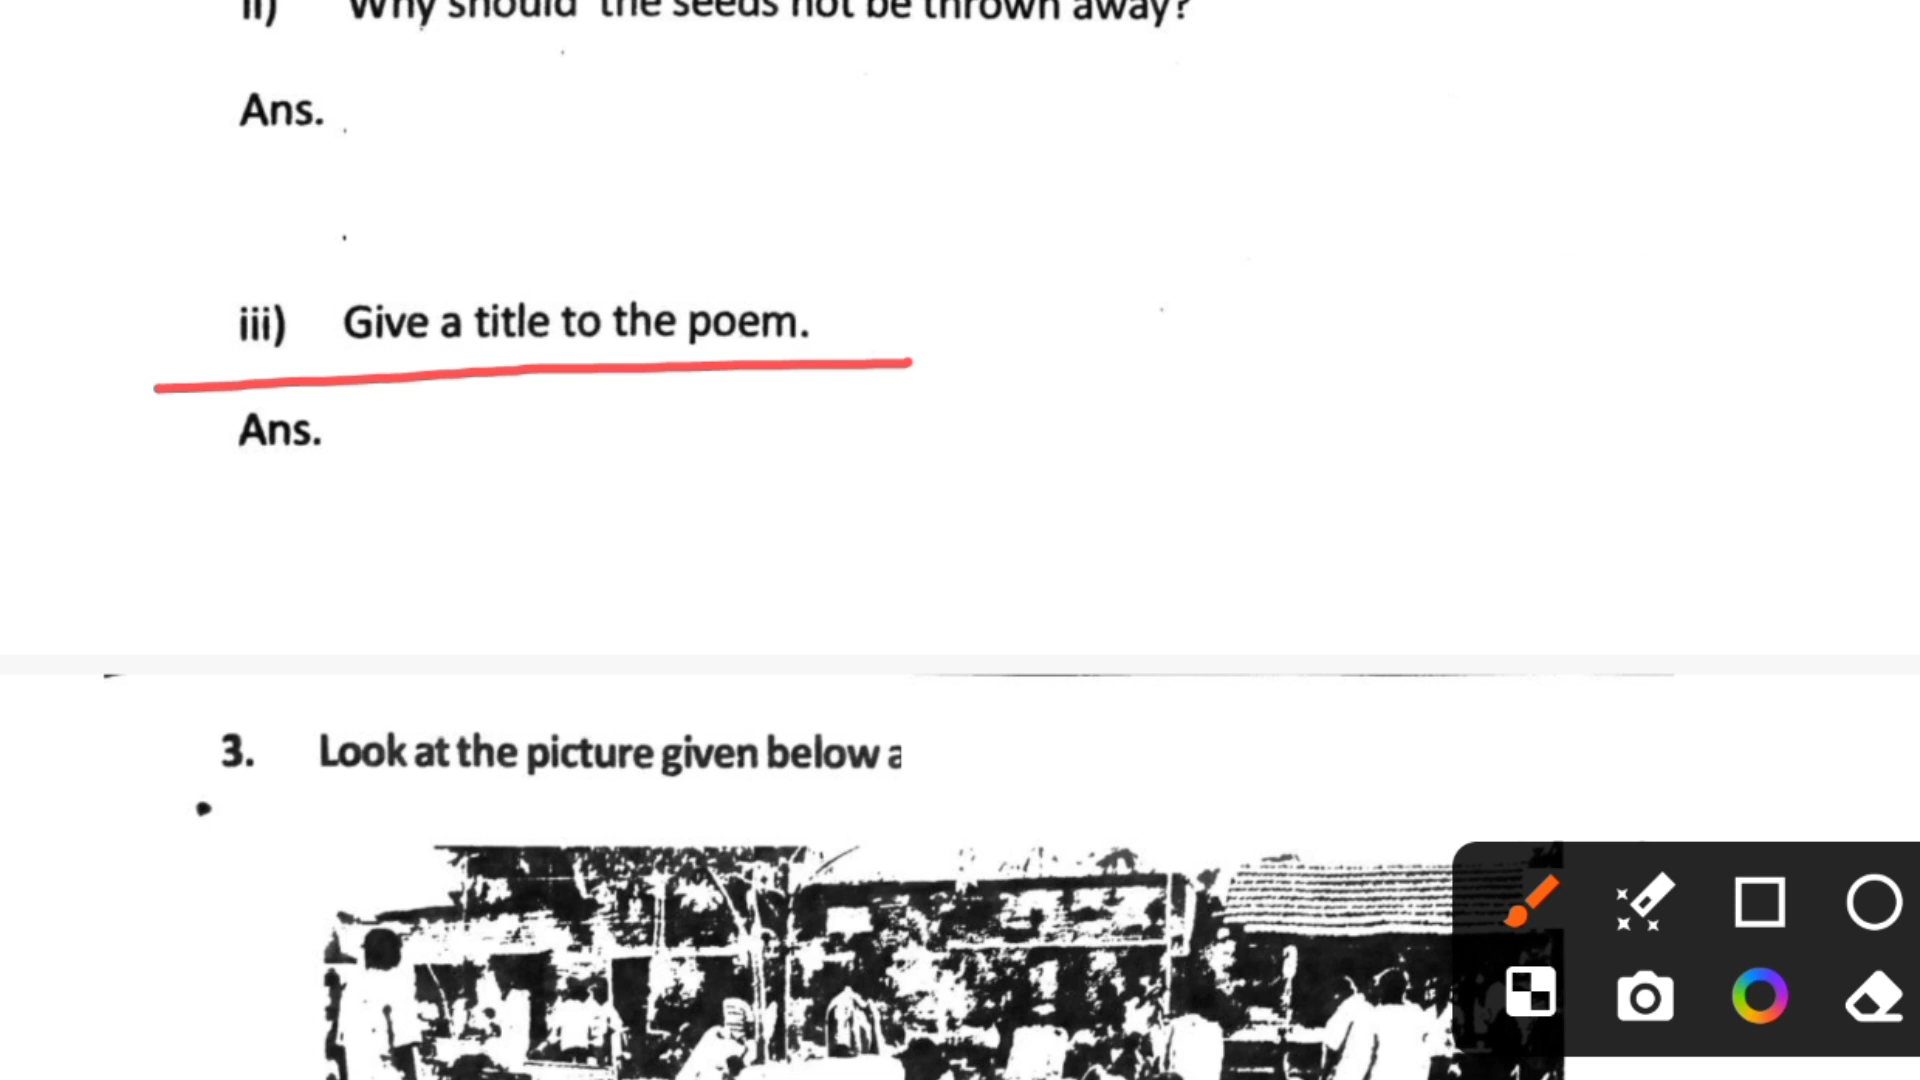 ii) Why should the seeds not be thrown away?
Ans.
iii) Give a title to the poem.
Ans.
3. Look at the picture given below a